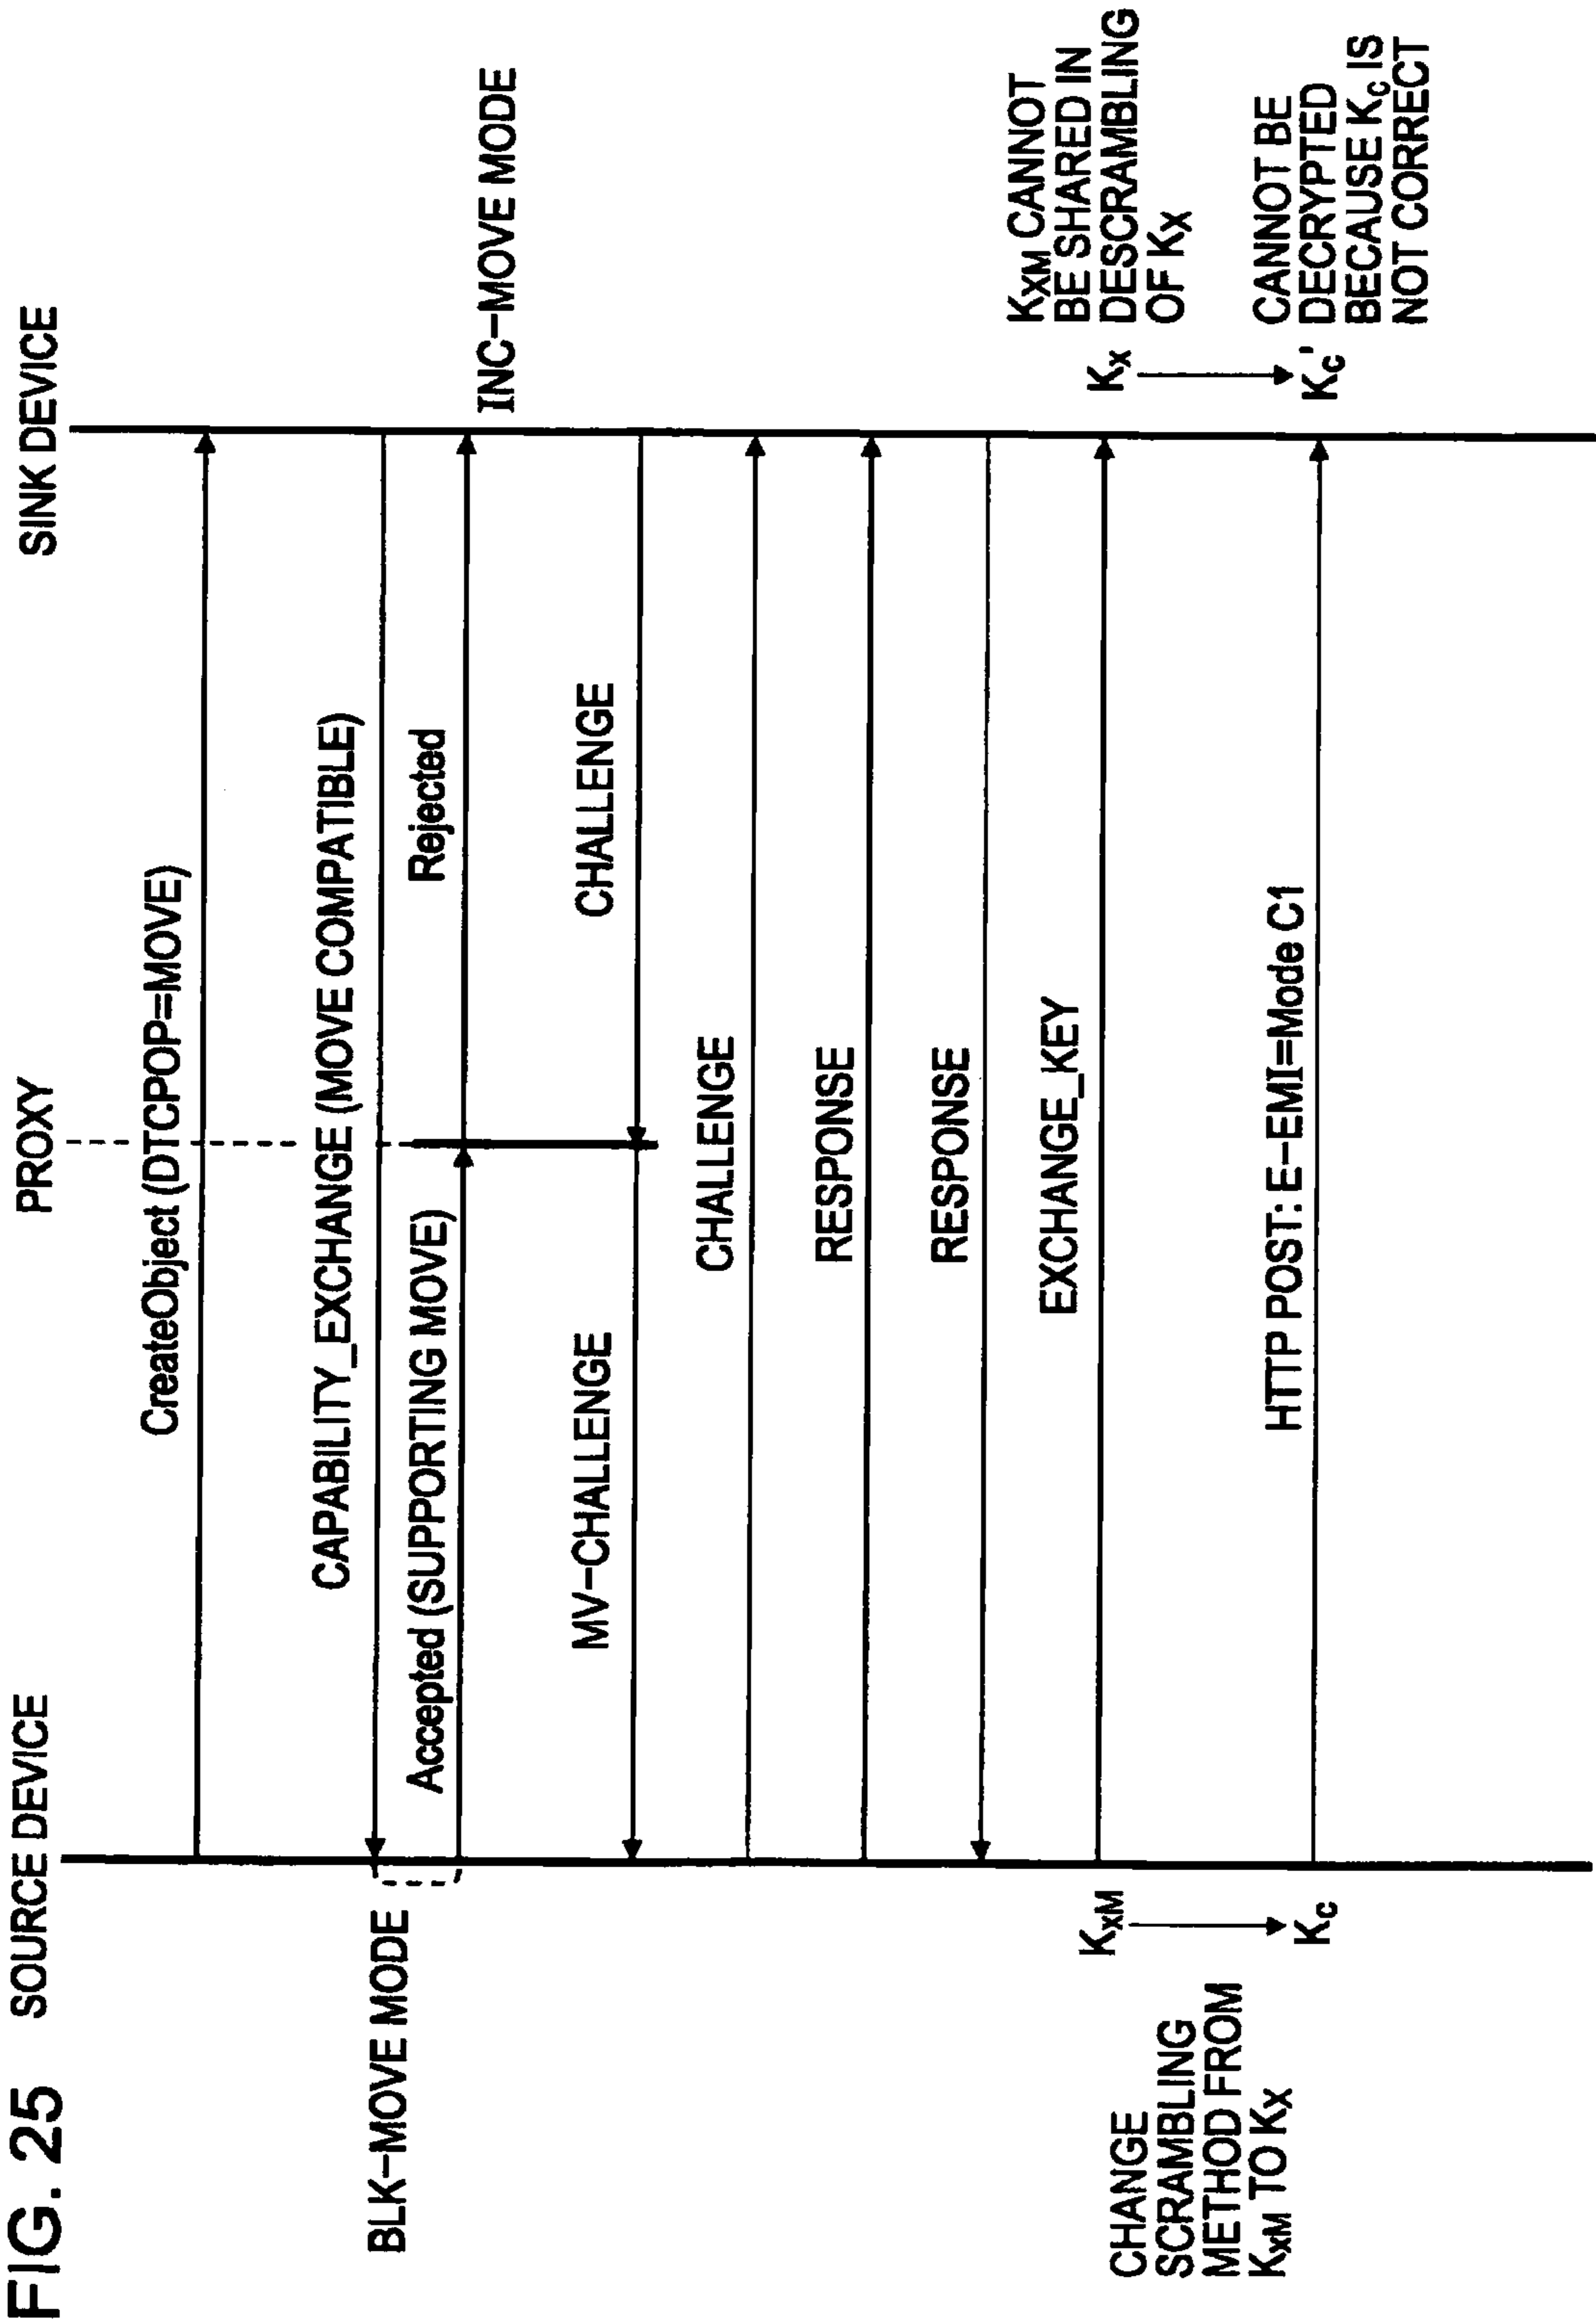 FIG. 25
SOURCE DEVICE
PROXY
SINK DEVICE
CreateObject (DTCPOP=MOVE)
CAPABILITY_EXCHANGE (MOVE COMPATIBLE)
BLK-MOVE MODE
Accepted (SUPPORTING MOVE)
Rejected
INC-MOVE MODE
MV-CHALLENGE
CHALLENGE
CHALLENGE
RESPONSE
RESPONSE
EXCHANGE_KEY
CHANGE
SCRAMBLING
METHOD FROM
KXM TO KX
KXM
Kc
KX
Kc'
KXM CANNOT
BE SHARED IN
DESCRAMBLING
OF KX
HTTP POST: E-EMI=Mode C1
CANNOT BE
DECRYPTED
BECAUSE Kc IS
NOT CORRECT